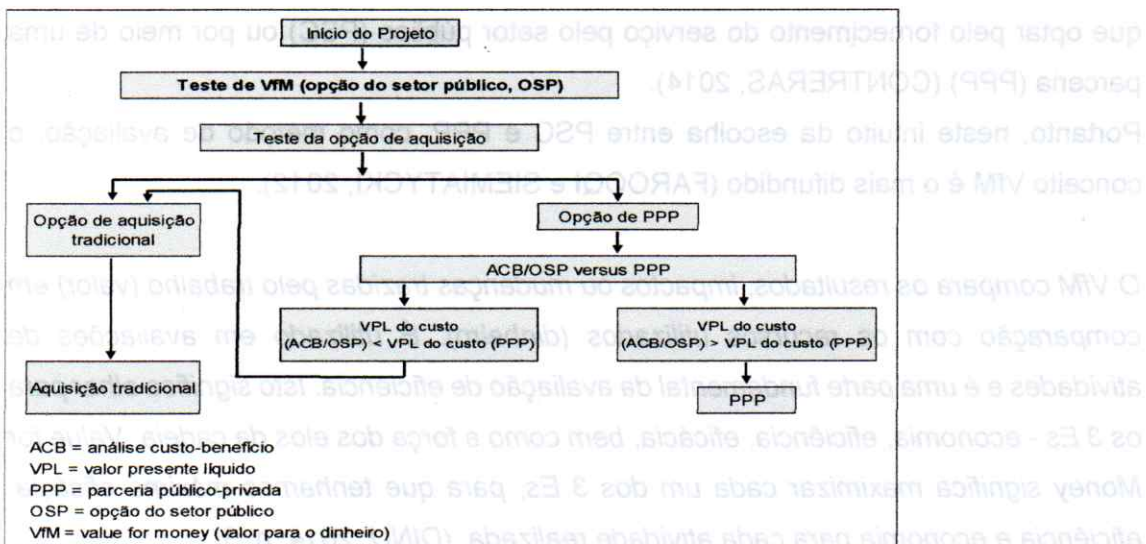 Início do Projeto
Teste de VfM (opção do setor público, OSP)
Teste da opção de aquisição
Opção de aquisição
tradicional
Opção de PPP
ACB/OSP versus PPP
VPL de custo
(ACB/OSP) - VPL do custo (PPP)
VPL de custo
(ACB/OSP) - VPL do custo (PPP)
Aquisição tradicional
PPP
ACB = análise custo-benefício
VPL = valor presente líquido
PPP = parceria público-privada
OSP = opção do setor público
VfM = value for money (valor para o dinheiro)
que optar pelo fornecimento do serviço pelo setor público ou por meio de uma
parceria (PPP) (CONTRERAS, 2014).
Portanto, neste intuito da escolha entre PSC e PPP, como método de avaliação, o
conceito VfM é o mais difundido (FAROOQI e SIEMIATYCKI, 2012).
O VfM compara os resultados, impactos ou mudanças trazidas pelo trabalho (valor) em
comparação com os recursos utilizados em avaliações de
atividades e é uma parte fundamental da avaliação de eficiência. Isto significa
os 3 Es - economia, eficiência, eficácia, bem como a força dos elos da cadeia. Value for
Money significa maximizar cada um dos 3 Es, para que tenhamos
eficiência e economia para cada atividade realizada.